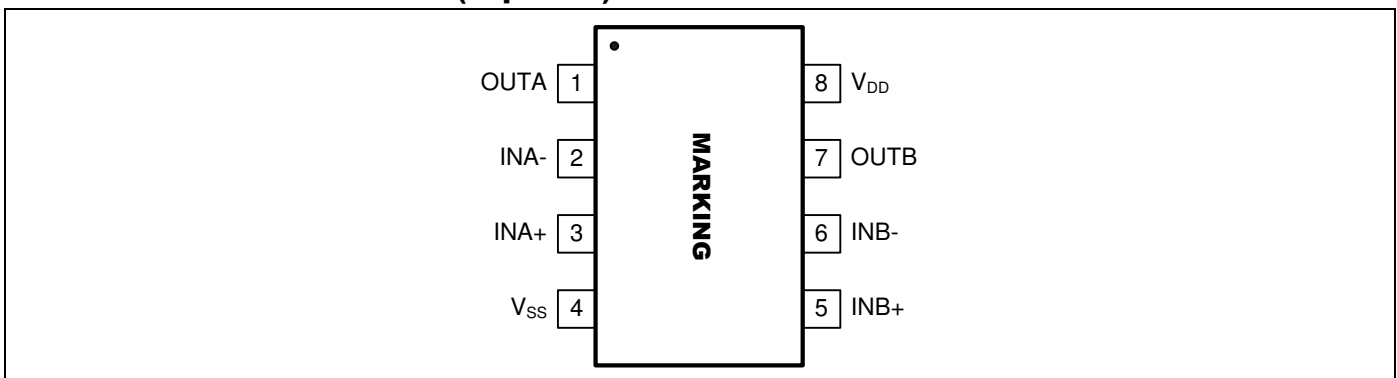 OUTA 1 8 VDD
INA- 2 MARKING 7 OUTB
INA+ 3 6 INB-
VSS 4 5 INB+